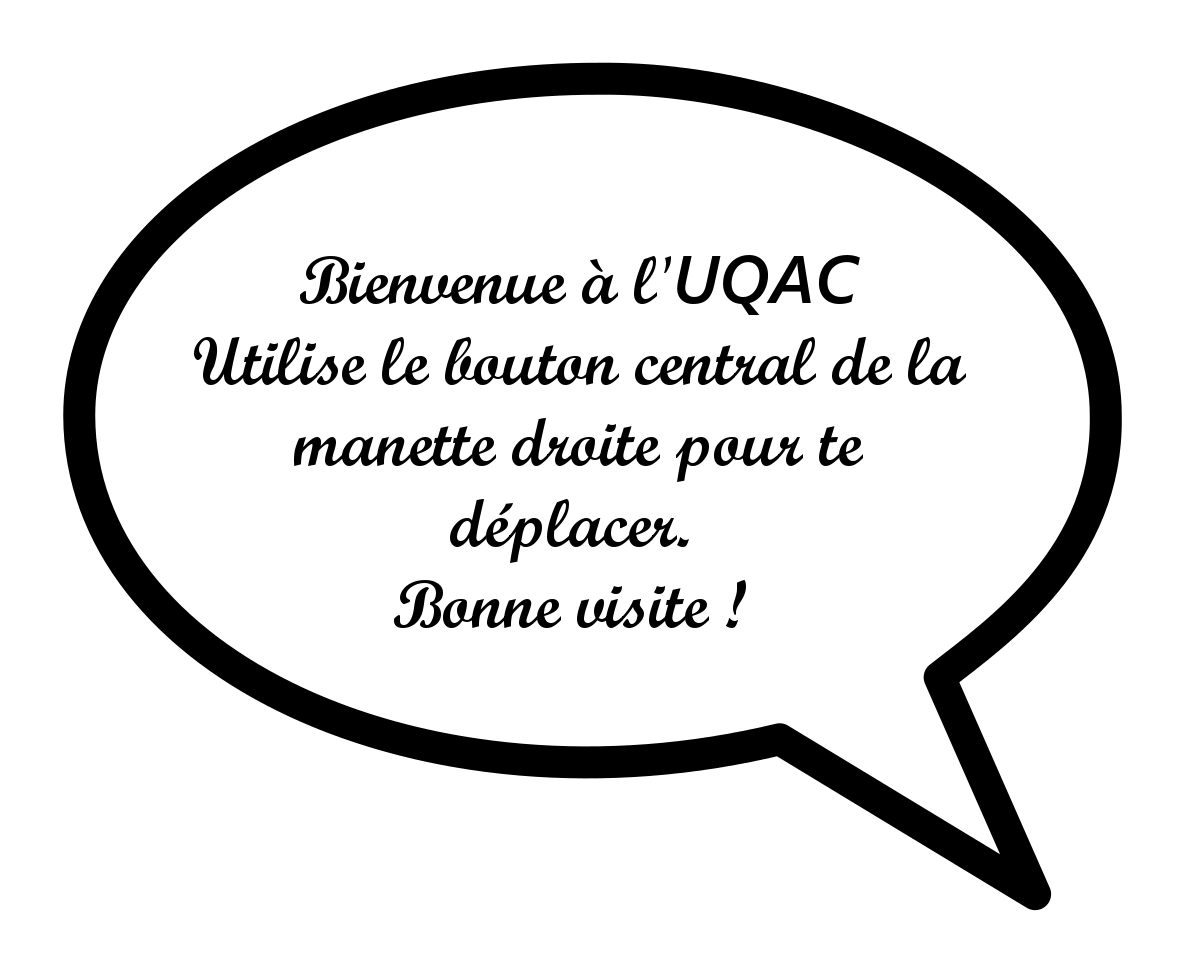 Bienvenue à l'UQAC
Utilise le bouton central de la
manette droite pour te
déplacer.
Bonne visite !